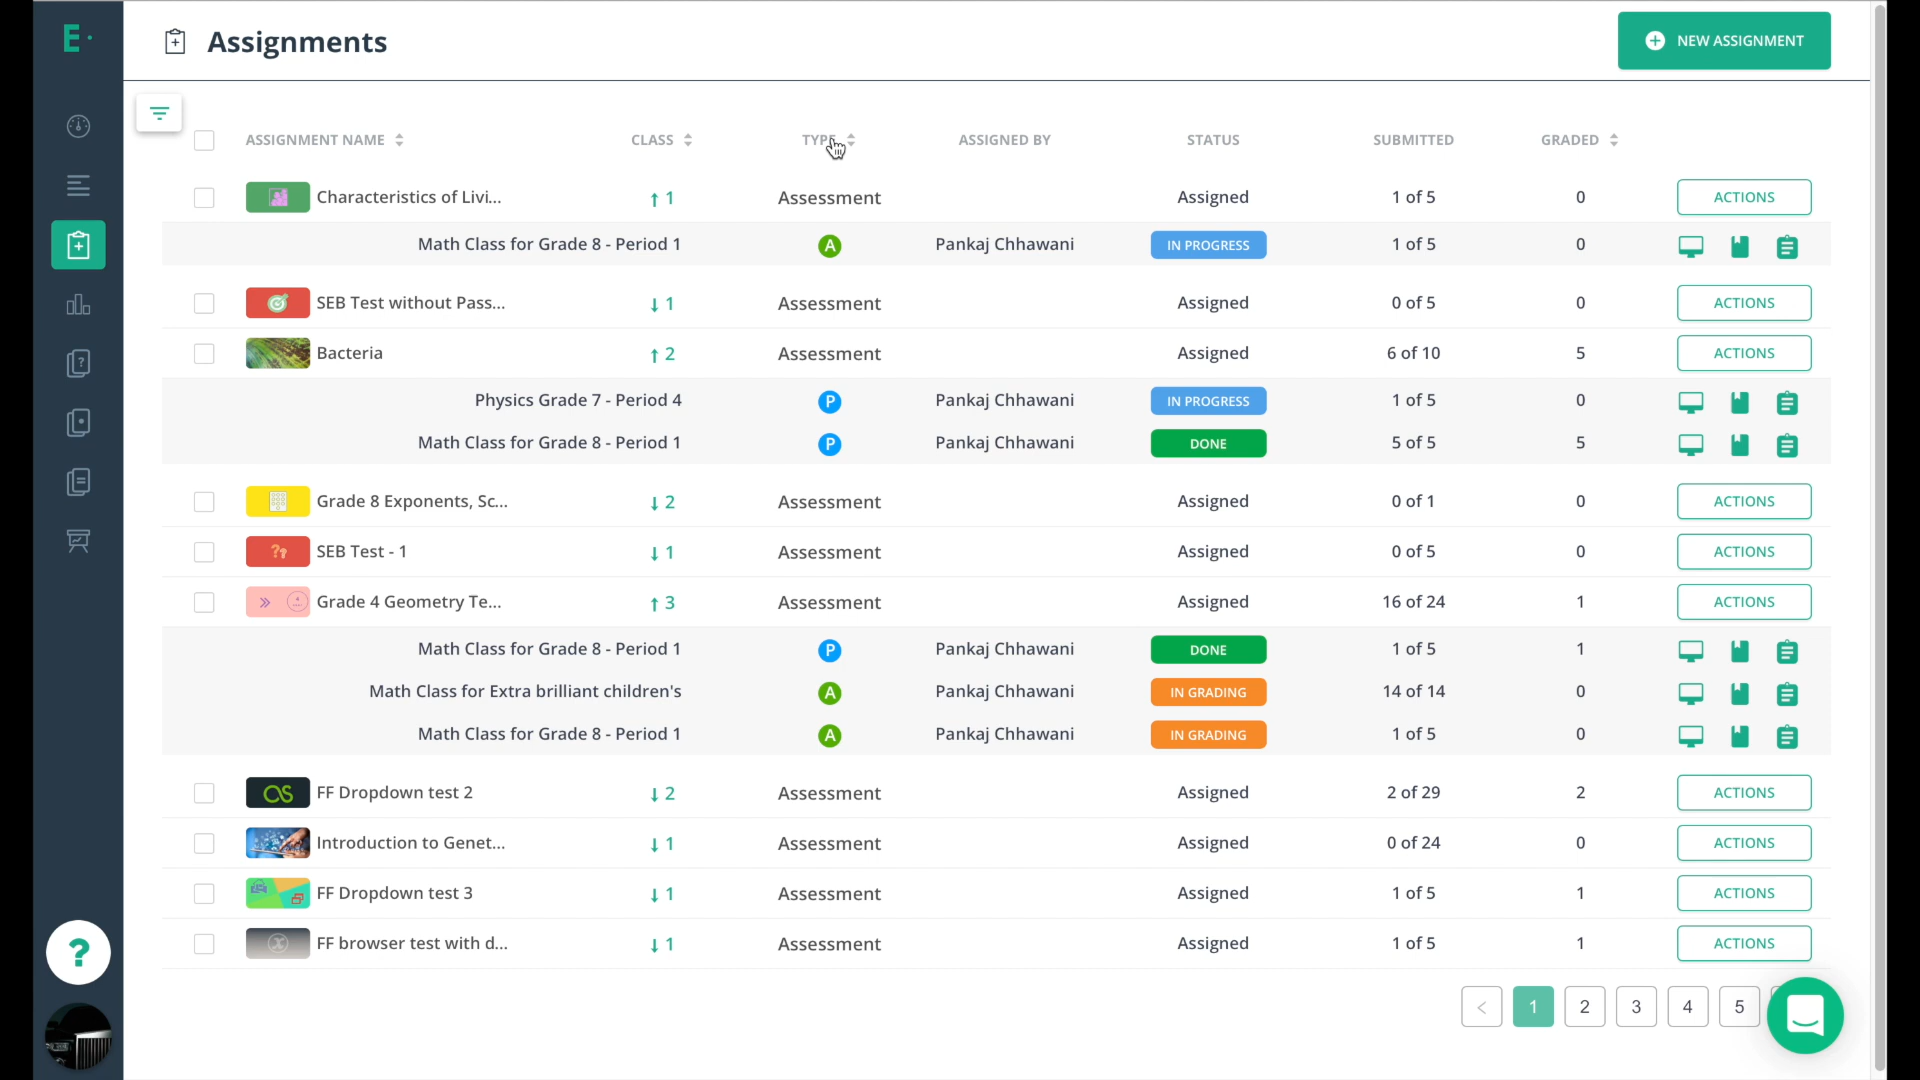 E·
Assignments
NEW ASSIGNMENT
ASSIGNMENT NAME CLASS TYPE ASSIGNED BY STATUS SUBMITTED GRADED
Characteristics of Livi... ↑ 1 Assessment Assigned 1 of 5 0 ACTIONS
Math Class for Grade 8 - Period 1 A Pankaj Chhawani IN PROGRESS 1 of 5 0
SEB Test without Pass... ↓ 1 Assessment Assigned 0 of 5 0 ACTIONS
Bacteria ↑ 2 Assessment Assigned 6 of 10 5 ACTIONS
Physics Grade 7 - Period 4 P Pankaj Chhawani IN PROGRESS 1 of 5 0
Math Class for Grade 8 - Period 1 P Pankaj Chhawani DONE 5 of 5 5
Grade 8 Exponents, Sc... ↓ 2 Assessment Assigned 0 of 1 0 ACTIONS
SEB Test - 1 ↓ 1 Assessment Assigned 0 of 5 0 ACTIONS
Grade 4 Geometry Te... ↑ 3 Assessment Assigned 16 of 24 1 ACTIONS
Math Class for Grade 8 - Period 1 P Pankaj Chhawani DONE 1 of 5 1
Math Class for Extra brilliant children's A Pankaj Chhawani IN GRADING 14 of 14 0
Math Class for Grade 8 - Period 1 A Pankaj Chhawani IN GRADING 1 of 5 0
FF Dropdown test 2 ↓ 2 Assessment Assigned 2 of 29 2 ACTIONS
Introduction to Genet... ↓ 1 Assessment Assigned 0 of 24 0 ACTIONS
FF Dropdown test 3 ↓ 1 Assessment Assigned 1 of 5 1 ACTIONS
FF browser test with d... ↓ 1 Assessment Assigned 1 of 5 1 ACTIONS
?
< 1 2 3 4 5